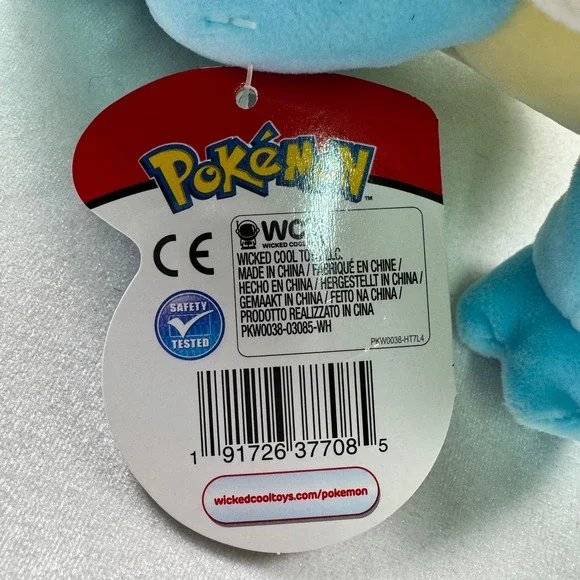 POKéMON
™
CE
WC
WICKED COOL
WICKED COOL TOYS LLC.
MADE IN CHINA / FABRIQUÉ EN CHINE /
HECHO EN CHINA / HERGESTELLT IN CHINA /
GEMAAKT IN CHINA / FEITO NA CHINA /
PRODOTTO REALIZZATO IN CINA
PKW0038-03085-WH
PKW0038-HT7L4
SAFETY
TESTED
1 91726 37708 5
wickedcooltoys.com/pokemon